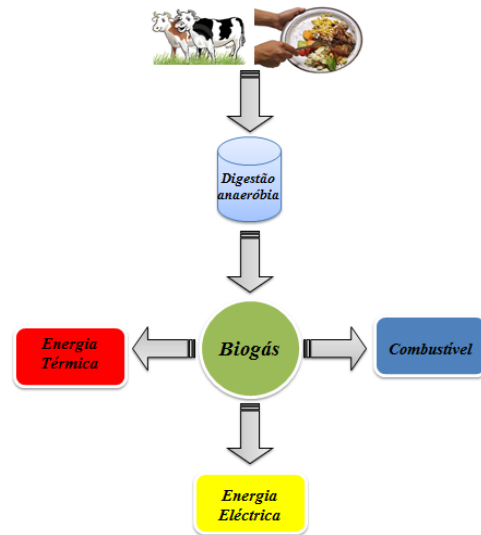 Digestão
anaeróbia
Energia
Térmica
Biogás
Combustível
Energia
Eléctrica